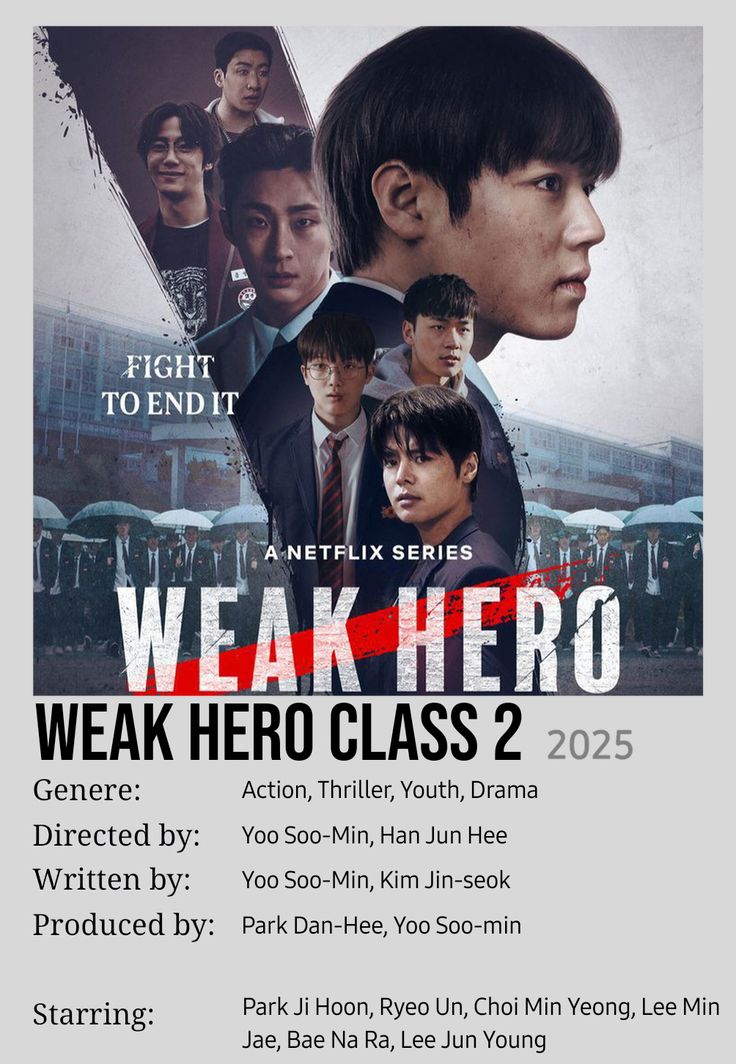 FIGHT
TO END IT
A NETFLIX SERIES
WEAK HERO
WEAK HERO CLASS 2 2025
Genere: Action, Thriller, Youth, Drama
Directed by: Yoo Soo-Min, Han Jun Hee
Written by: Yoo Soo-Min, Kim Jin-seok
Produced by: Park Dan-Hee, Yoo Soo-min
Starring: Park Ji Hoon, Ryeo Un, Choi Min Yeong, Lee Min
Jae, Bae Na Ra, Lee Jun Young